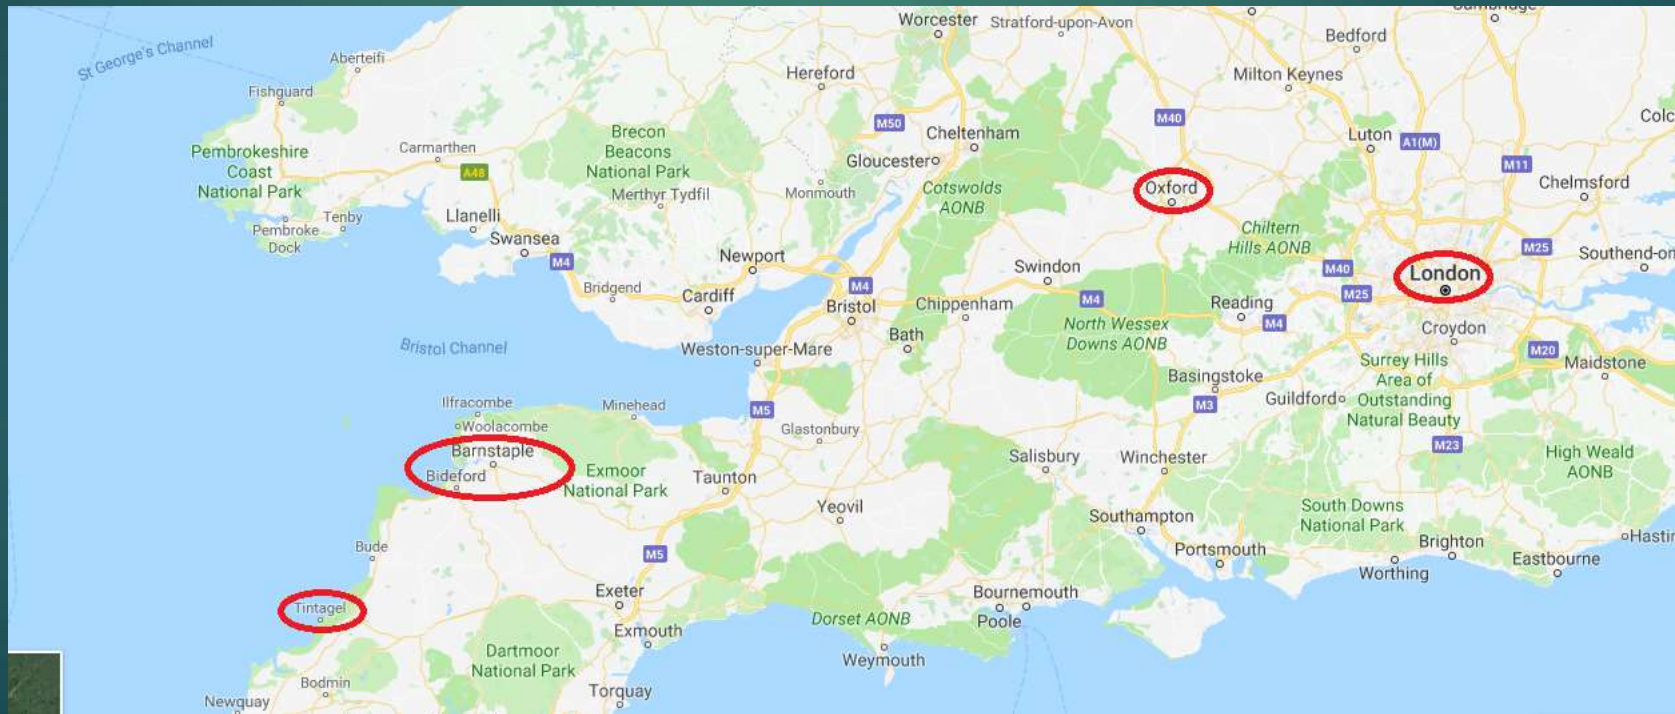 Worcester
Stratford-upon-Avon
Cambridge
Bedford
St George's Channel
Aberteifi
Hereford
Milton Keynes
Fishguard
M50
M40
Cheltenham
Luton
A1(M)
Brecon
Beacons
National Park
Carmarthen
Pembrokeshire
Coast
National Park
A48
Gloucester
M11
Merthyr Tydfil
Monmouth
Cotswolds
AONB
Oxford
Chelmsford
Llanelli
Tenby
Pembroke
Dock
Swansea
Chiltern
Hills AONB
M4
Newport
M25
Swindon
M40
London
Southend-on
Bridgend
Cardiff
M4
Bristol
Chippenham
M4
Reading
M25
M4
North Wessex
Downs AONB
Croydon
Bristol Channel
Weston-super-Mare
Bath
M20
Maidstone
Surrey Hills
Area of
Outstanding
Natural Beauty
Basingstoke
Guildford
M3
Ilfracombe
Minehead
M5
Woolacombe
Glastonbury
M23
Barnstaple
Bideford
Exmoor
National Park
Taunton
Salisbury
Winchester
High Weald
AONB
Yeovil
Southampton
South Downs
National Park
Bude
M5
Portsmouth
Brighton
Worthing
Eastbourne
Hastin
Exeter
Bournemouth
Poole
Tintagel
Dorset AONB
Exmouth
Weymouth
Dartmoor
National Park
Bodmin
Torquay
Newquay